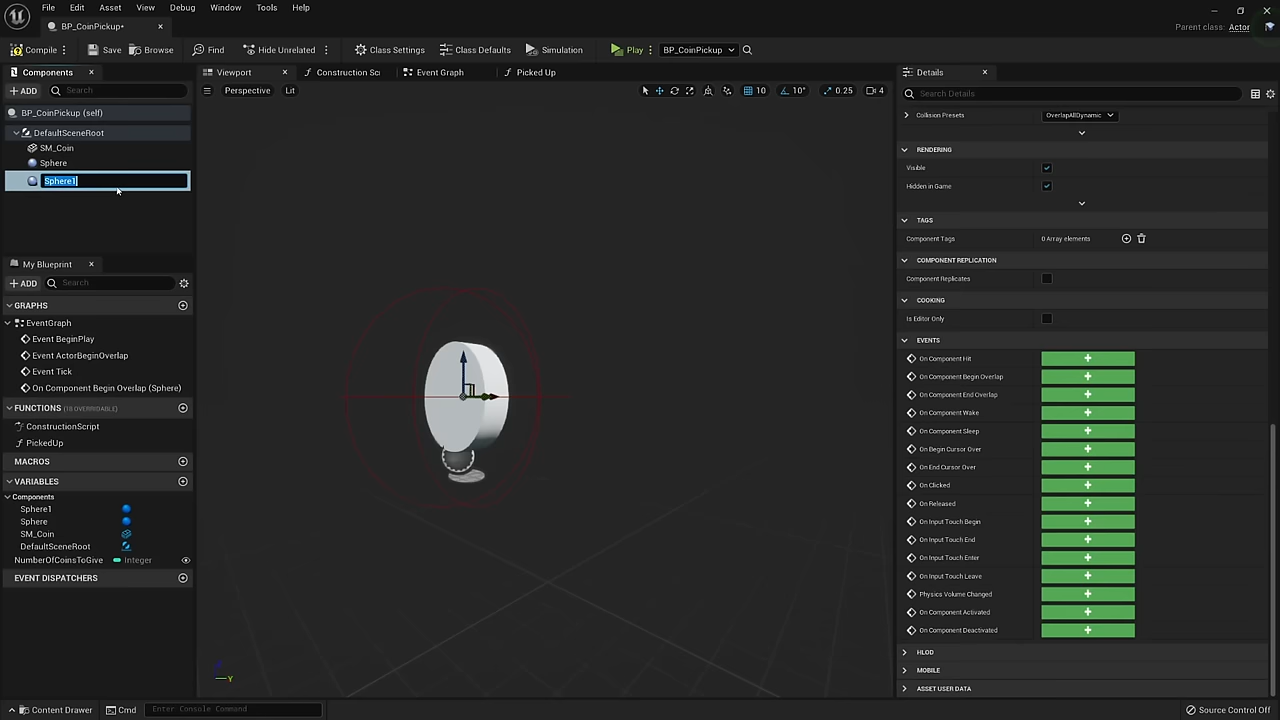 File Edit Asset View Debug Window Tools Help
BP_CoinPickup*
Parent class: Actor
Compile Save Browse Find Hide Unrelated Class Settings Class Defaults Simulation Play BP_CoinPickup
Components
Viewport Construction Sc Event Graph Picked Up
Details
ADD Search
Perspective Lit
10 10° 0.25 4
Search Details
BP_CoinPickup (self)
DefaultSceneRoot
SM_Coin
Sphere
Sphere1
My Blueprint
ADD Search
GRAPHS
EventGraph
Event BeginPlay
Event ActorBeginOverlap
Event Tick
On Component Begin Overlap (Sphere)
FUNCTIONS (18 OVERRIDABLE)
ConstructionScript
PickedUp
MACROS
VARIABLES
Components
Sphere1
Sphere
SM_Coin
DefaultSceneRoot
NumberOfCoinsToGive Integer
EVENT DISPATCHERS
Y
Collision Presets OverlapAllDynamic
RENDERING
Visible
Hidden in Game
TAGS
Component Tags 0 Array elements
COMPONENT REPLICATION
Component Replicates
COOKING
Is Editor Only
EVENTS
On Component Hit
On Component Begin Overlap
On Component End Overlap
On Component Wake
On Component Sleep
On Begin Cursor Over
On End Cursor Over
On Clicked
On Released
On Input Touch Begin
On Input Touch End
On Input Touch Enter
On Input Touch Leave
Physics Volume Changed
On Component Activated
On Component Deactivated
HLOD
MOBILE
ASSET USER DATA
Content Drawer Cmd Enter Console Command
Source Control Off